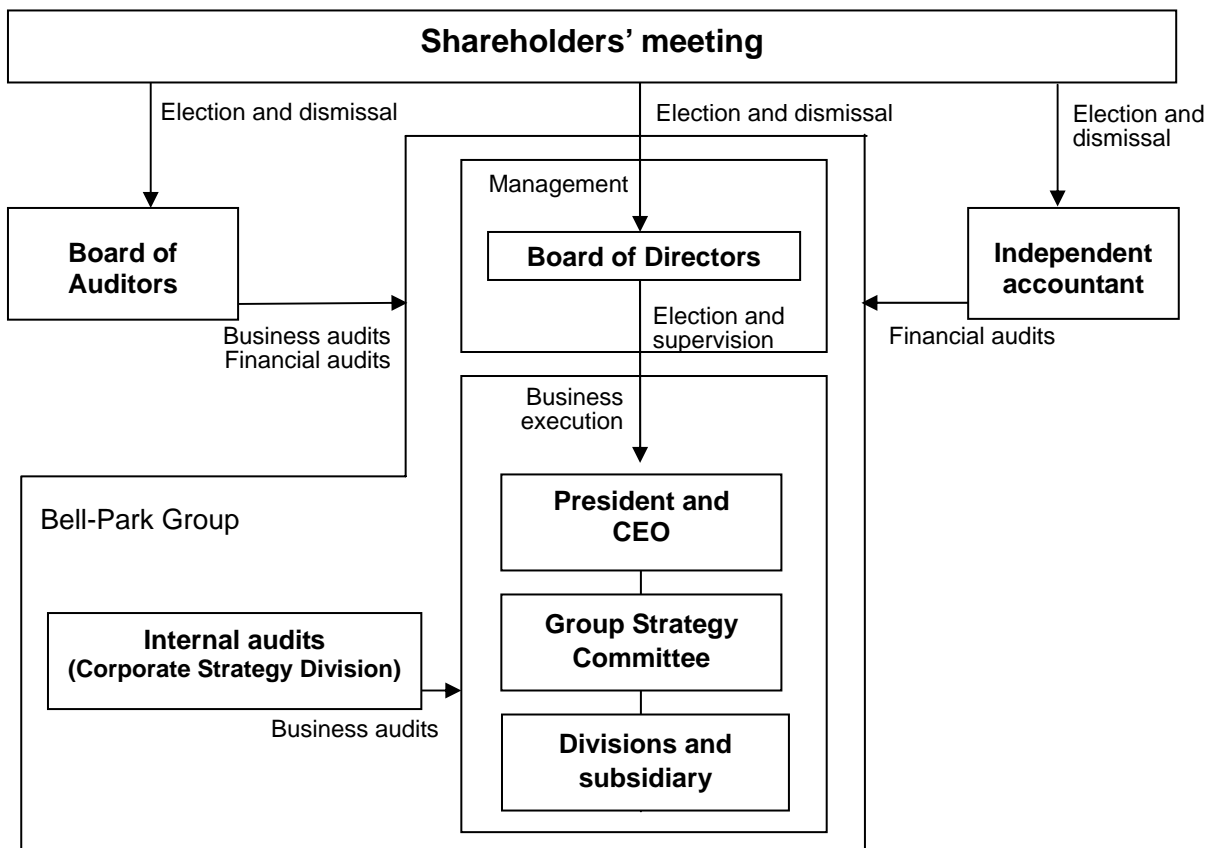 Shareholders' meeting
Election and dismissal
Election and dismissal
Election and
dismissal
Management
Board of
Auditors
Board of Directors
Independent
accountant
Business audits
Financial audits
Election and
supervision
Financial audits
Business
execution
Bell-Park Group
President and
CEO
Internal audits
(Corporate Strategy Division)
Group Strategy
Committee
Business audits
Divisions and
subsidiary